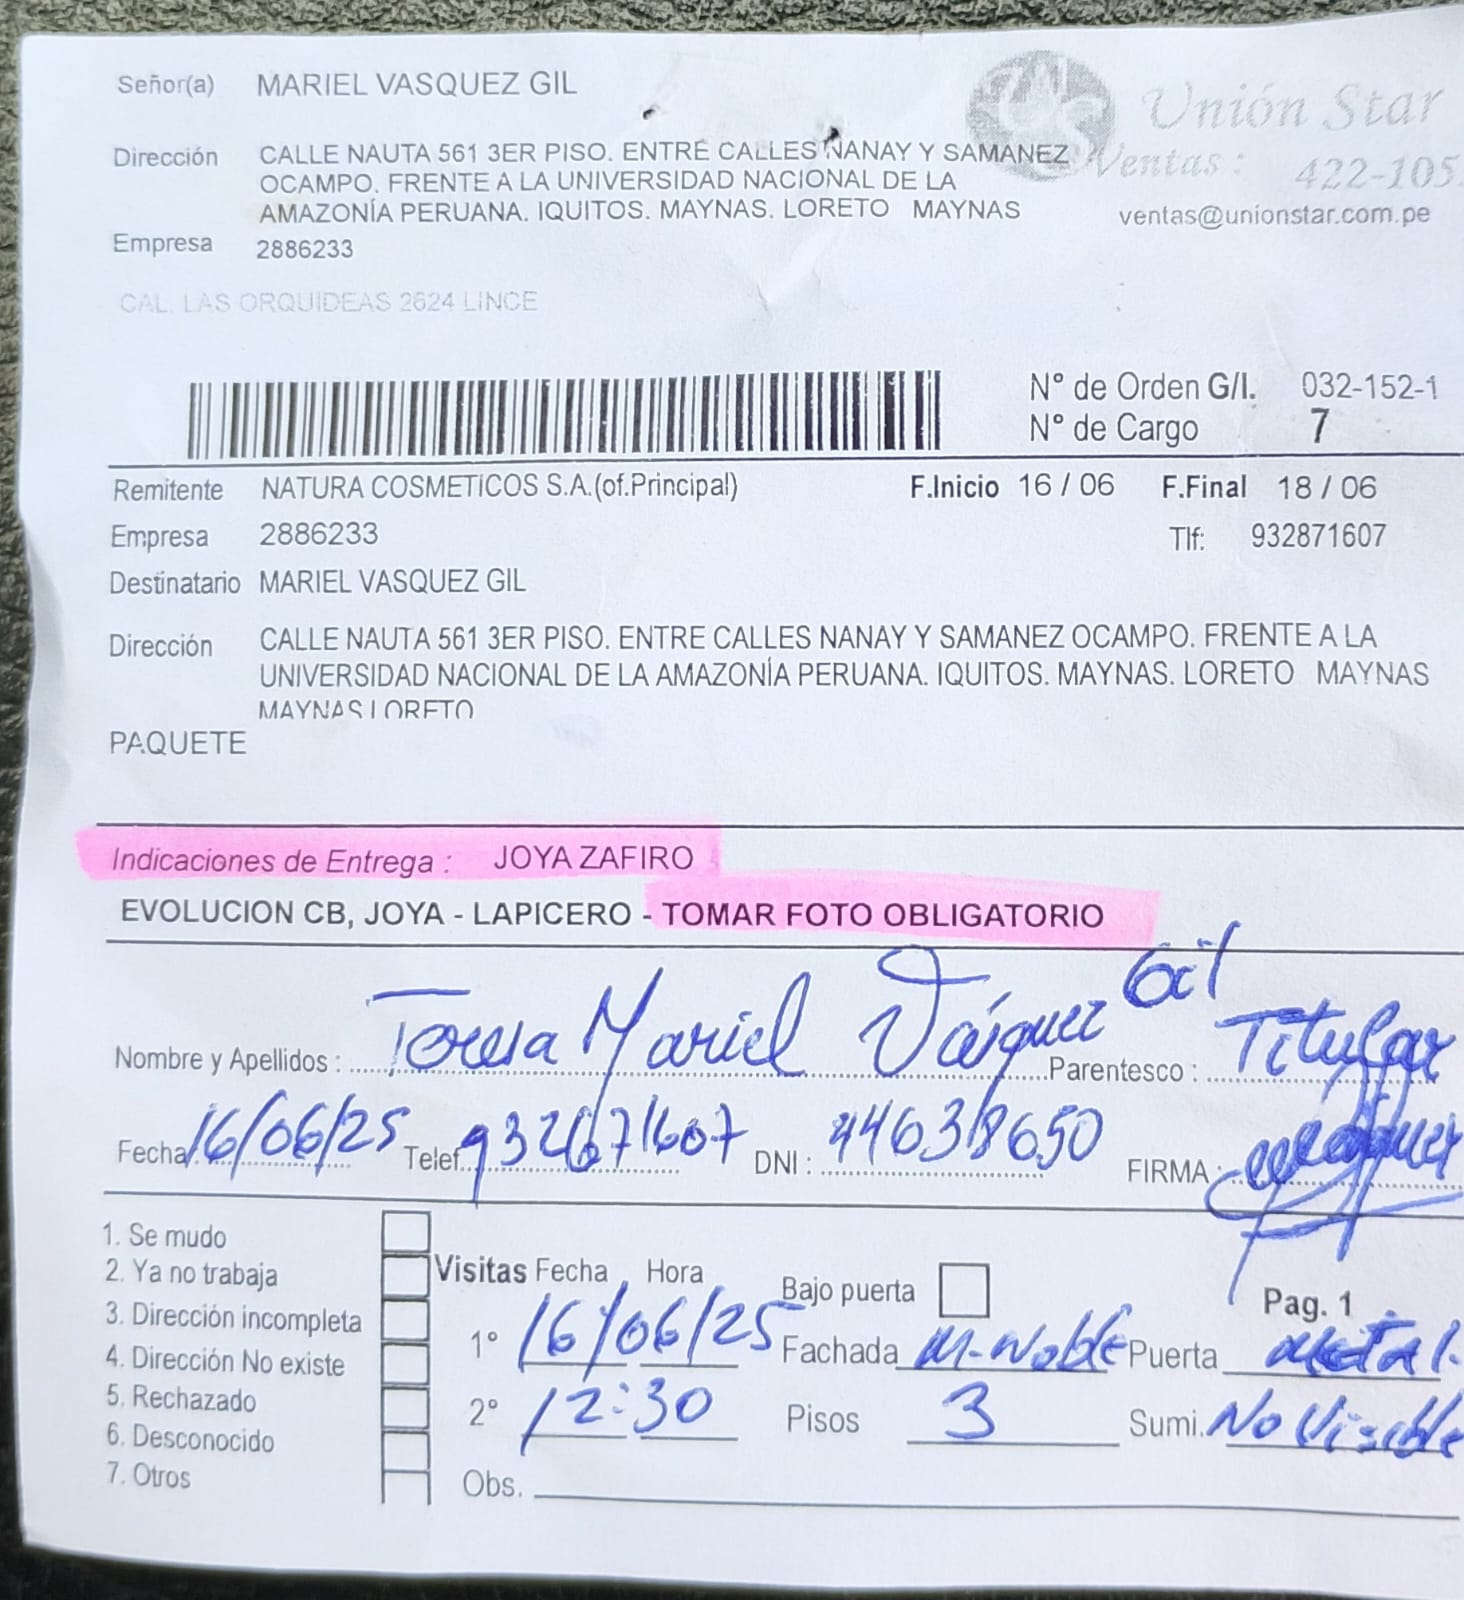 Señor(a) MARIEL VASQUEZ GIL
Unión Star
Dirección CALLE NAUTA 561 3ER PISO. ENTRE CALLES NANAY Y SAMANEZ
Ventas : 422-105
OCAMPO. FRENTE A LA UNIVERSIDAD NACIONAL DE LA
AMAZONÍA PERUANA. IQUITOS. MAYNAS. LORETO MAYNAS
ventas@unionstar.com.pe
Empresa 2886233
CAL. LAS ORQUIDEAS 2624 LINCE
N° de Orden G/I. 032-152-1
N° de Cargo 7
Remitente NATURA COSMETICOS S.A.(of.Principal) F.Inicio 16 / 06 F.Final 18 / 06
Empresa 2886233 Tlf: 932871607
Destinatario MARIEL VASQUEZ GIL
Dirección CALLE NAUTA 561 3ER PISO. ENTRE CALLES NANAY Y SAMANEZ OCAMPO. FRENTE A LA
UNIVERSIDAD NACIONAL DE LA AMAZONÍA PERUANA. IQUITOS. MAYNAS. LORETO MAYNAS
MAYNAS LORETO
PAQUETE
Indicaciones de Entrega : JOYA ZAFIRO
EVOLUCION CB, JOYA - LAPICERO - TOMAR FOTO OBLIGATORIO
Nombre y Apellidos : Teresa Mariel Vásquez Gil Parentesco : Titular
Fecha 16/06/25 Telef. 932671607 DNI : 44638650 FIRMA :
1. Se mudo
2. Ya no trabaja
3. Dirección incompleta
4. Dirección No existe
5. Rechazado
6. Desconocido
7. Otros
Visitas Fecha Hora Bajo puerta Pag. 1
1° 16/06/25 Fachada M. Noble Puerta Metal.
2° 12:30 Pisos 3 Sumi. No Visible
Obs.